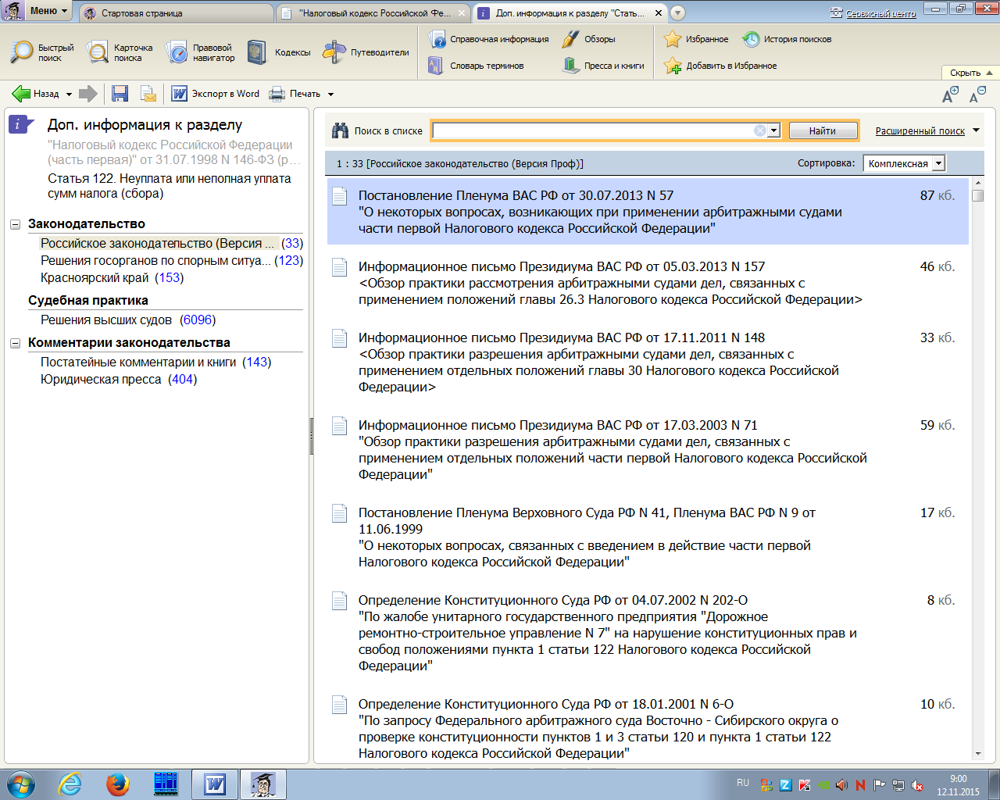 Меню
Стартовая страница
"Налоговый кодекс Российской Фе...
Доп. информация к разделу "Стать...
Сервисный центр
Быстрый поиск
Карточка поиска
Правовой навигатор
Кодексы
Путеводители
Справочная информация
Словарь терминов
Обзоры
Пресса и книги
Избранное
Добавить в Избранное
История поисков
Скрыть
Назад
Экспорт в Word
Печать
Доп. информация к разделу
"Налоговый кодекс Российской Федерации
(часть первая)" от 31.07.1998 N 146-ФЗ (р...
Статья 122. Неуплата или неполная уплата
сумм налога (сбора)
Законодательство
Российское законодательство (Версия ... (33)
Решения госорганов по спорным ситуа... (123)
Красноярский край (153)
Судебная практика
Решения высших судов (6096)
Комментарии законодательства
Постатейные комментарии и книги (143)
Юридическая пресса (404)
Поиск в списке
Найти
Расширенный поиск
1 : 33 [Российское законодательство (Версия Проф)]
Сортировка: Комплексная
Постановление Пленума ВАС РФ от 30.07.2013 N 57 87 кб.
"О некоторых вопросах, возникающих при применении арбитражными судами
части первой Налогового кодекса Российской Федерации"
Информационное письмо Президиума ВАС РФ от 05.03.2013 N 157 46 кб.
<Обзор практики рассмотрения арбитражными судами дел, связанных с
применением положений главы 26.3 Налогового кодекса Российской Федерации>
Информационное письмо Президиума ВАС РФ от 17.11.2011 N 148 33 кб.
<Обзор практики разрешения арбитражными судами дел, связанных с
применением отдельных положений главы 30 Налогового кодекса Российской
Федерации>
Информационное письмо Президиума ВАС РФ от 17.03.2003 N 71 59 кб.
"Обзор практики разрешения арбитражными судами дел, связанных с
применением отдельных положений части первой Налогового кодекса Российской
Федерации"
Постановление Пленума Верховного Суда РФ N 41, Пленума ВАС РФ N 9 от 17 кб.
11.06.1999
"О некоторых вопросах, связанных с введением в действие части первой
Налогового кодекса Российской Федерации"
Определение Конституционного Суда РФ от 04.07.2002 N 202-О 8 кб.
"По жалобе унитарного государственного предприятия "Дорожное
ремонтно-строительное управление N 7" на нарушение конституционных прав и
свобод положениями пункта 1 статьи 122 Налогового кодекса Российской
Федерации"
Определение Конституционного Суда РФ от 18.01.2001 N 6-О 10 кб.
"По запросу Федерального арбитражного суда Восточно - Сибирского округа о
проверке конституционности пунктов 1 и 3 статьи 120 и пункта 1 статьи 122
Налогового кодекса Российской Федерации"
RU
9:00
12.11.2015